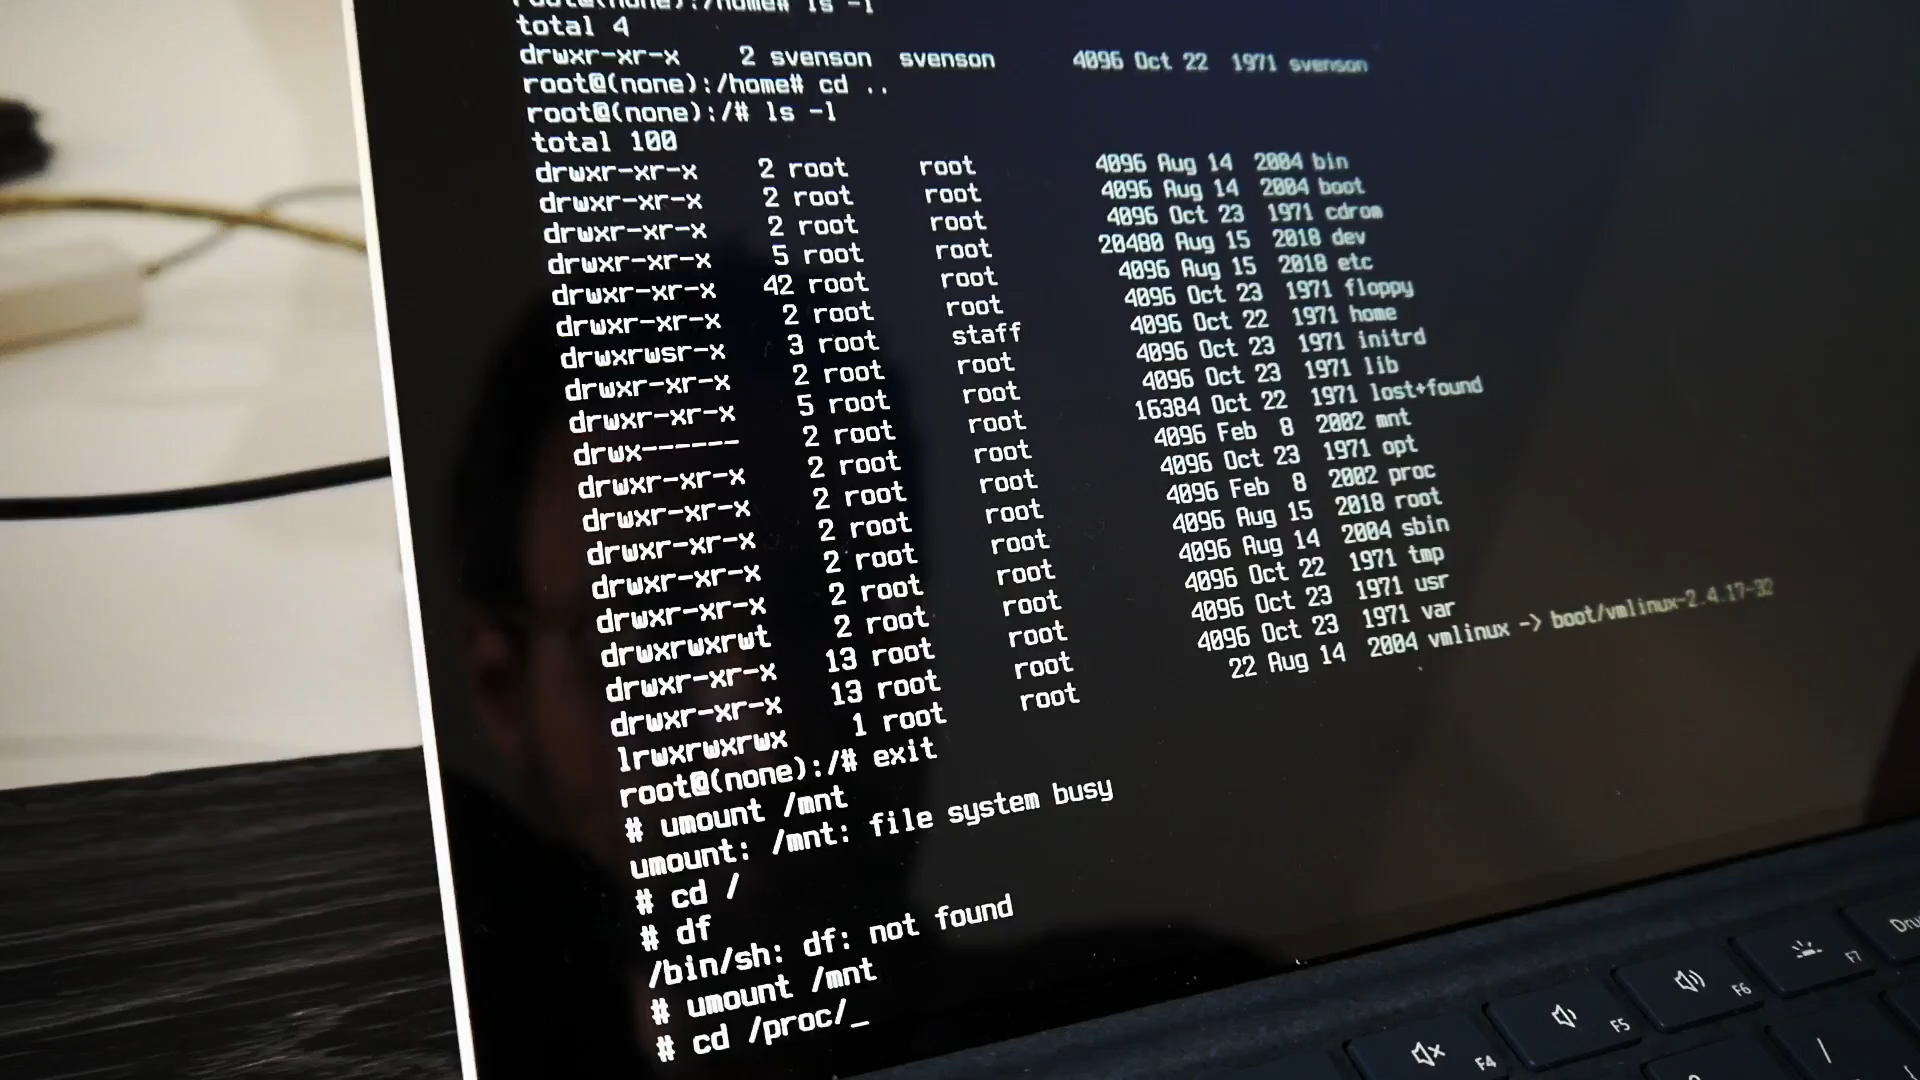 root@(none):/home# ls -l
total 4
drwxr-xr-x 2 svenson svenson 4096 Oct 22 1971 svenson
root@(none):/home# cd ..
root@(none):/# ls -l
total 100
drwxr-xr-x 2 root root 4096 Aug 14 2004 bin
drwxr-xr-x 2 root root 4096 Aug 14 2004 boot
drwxr-xr-x 2 root root 4096 Oct 23 1971 cdrom
drwxr-xr-x 5 root root 20480 Aug 15 2018 dev
drwxr-xr-x 42 root root 4096 Aug 15 2018 etc
drwxr-xr-x 2 root root 4096 Oct 23 1971 floppy
drwxrwsr-x 3 root staff 4096 Oct 22 1971 home
drwxr-xr-x 2 root root 4096 Oct 23 1971 initrd
drwxr-xr-x 5 root root 4096 Oct 23 1971 lib
drwx------ 2 root root 16384 Oct 22 1971 lost+found
drwxr-xr-x 2 root root 4096 Feb 8 2002 mnt
drwxr-xr-x 2 root root 4096 Oct 23 1971 opt
drwxr-xr-x 2 root root 4096 Feb 8 2002 proc
drwxr-xr-x 2 root root 4096 Aug 15 2018 root
drwxr-xr-x 2 root root 4096 Aug 14 2004 sbin
drwxrwxrwt 2 root root 4096 Oct 22 1971 tmp
drwxr-xr-x 13 root root 4096 Oct 23 1971 usr
drwxr-xr-x 13 root root 4096 Oct 23 1971 var
lrwxrwxrwx 1 root root 22 Aug 14 2004 vmlinux -> boot/vmlinux-2.4.17-32
root@(none):/# exit
# umount /mnt
umount: /mnt: file system busy
# cd /
# df
/bin/sh: df: not found
# umount /mnt
# cd /proc/_
F4
F5
F6
F7